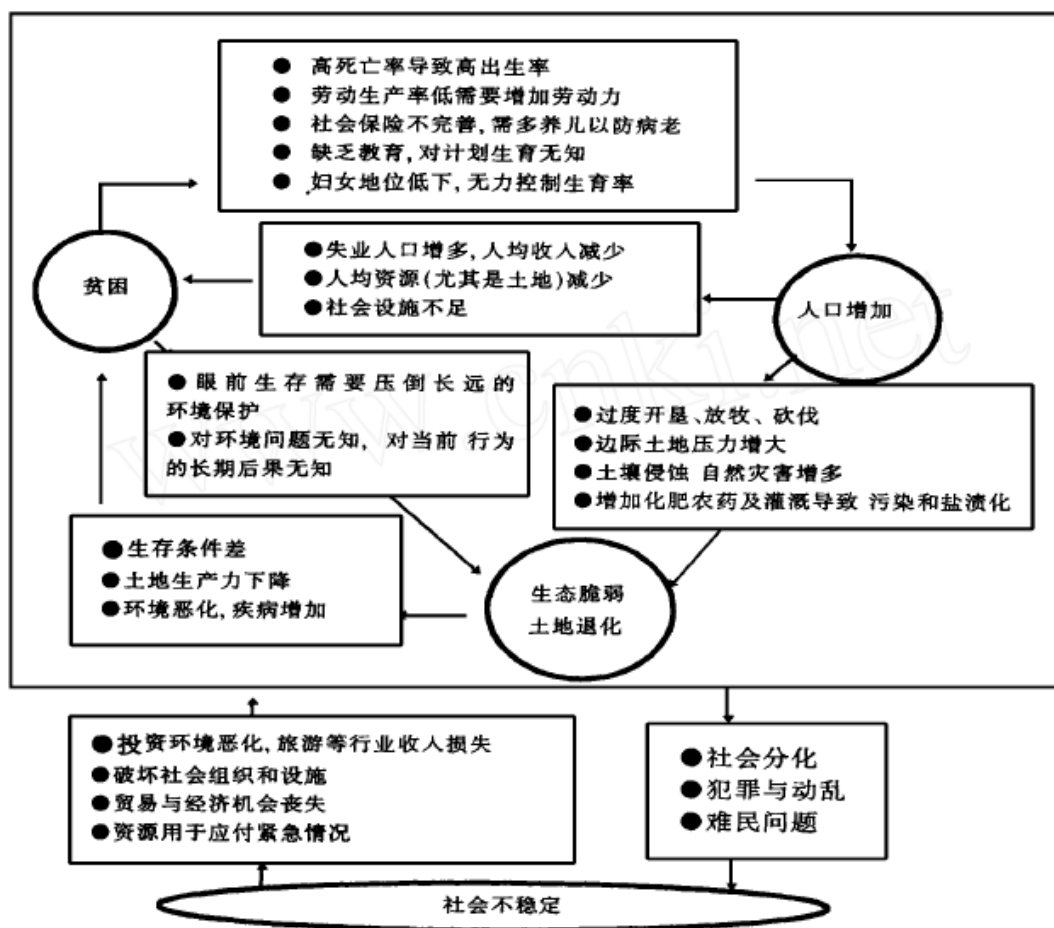 ● 高死亡率导致高出生率
● 劳动生产率低需要增加劳动力
● 社会保险不完善,需多养儿以防病老
● 缺乏教育,对计划生育无知
● 妇女地位低下,无力控制生育率
贫困
●失业人口增多,人均收人减少
●人均资源(尤其是土地)减少
●社会设施不足
人口增加
● 眼前生存需要压倒长远的
环境保护
●对环境问题无知, 对当前 行为
的长期后果无知
●过度开垦、放牧、砍伐
●边际土地压力增大
●土壤侵蚀 自然灾害增多
●增加化肥农药及灌溉导致 污染和盐渍化
●生存条件差
●土地生产力下降
●环境恶化,疾病增加
生态脆弱
土地退化
●投资环境恶化,旅游等行业收人损失
●破坏社会组织和设施
●贸易与经济机会丧失
●资源用于应付紧急情况
●社会分化
●犯罪与动乱
●难民问题
社会不稳定
www.cnki.net